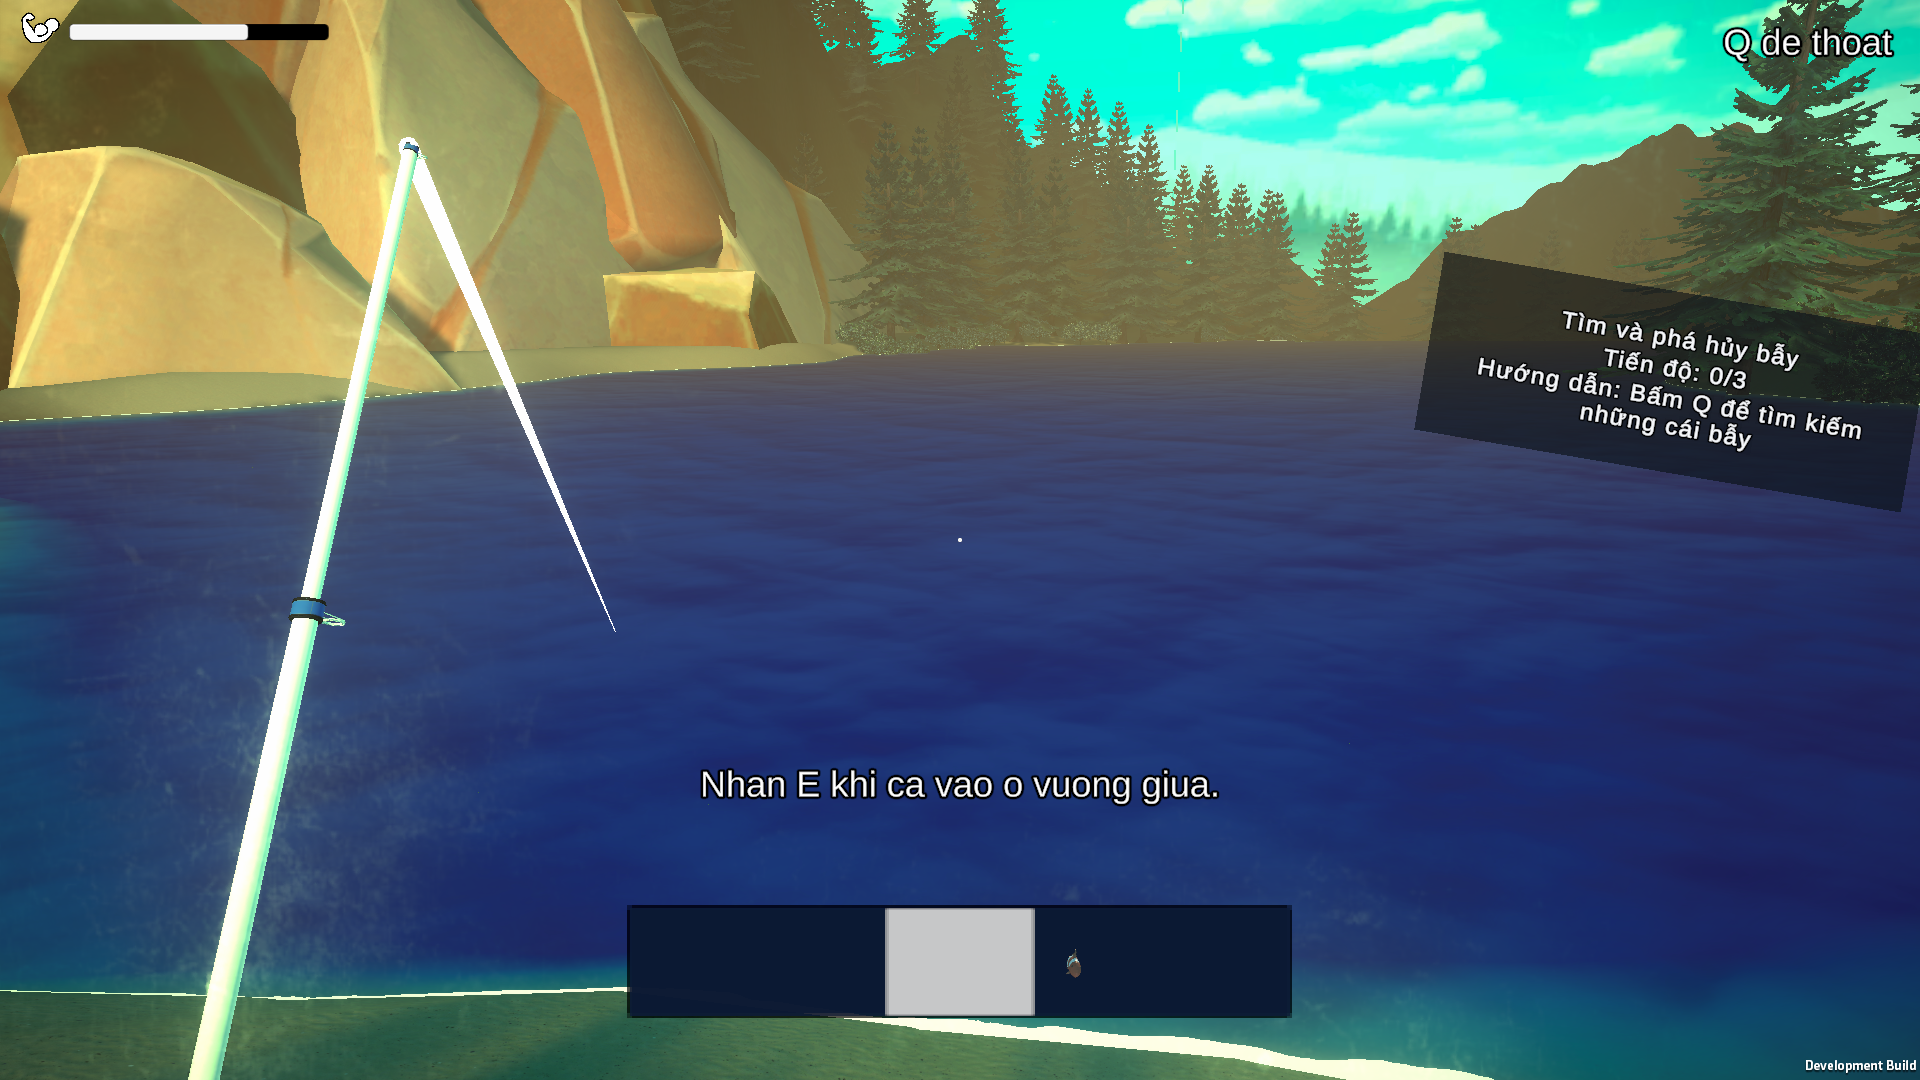 Q de thoat
Tìm và phá hủy bẫy
Tiến độ: 0/3
Hướng dẫn: Bấm Q để tìm kiếm
những cái bẫy
Nhan E khi ca vao o vuong giua.
Development Build